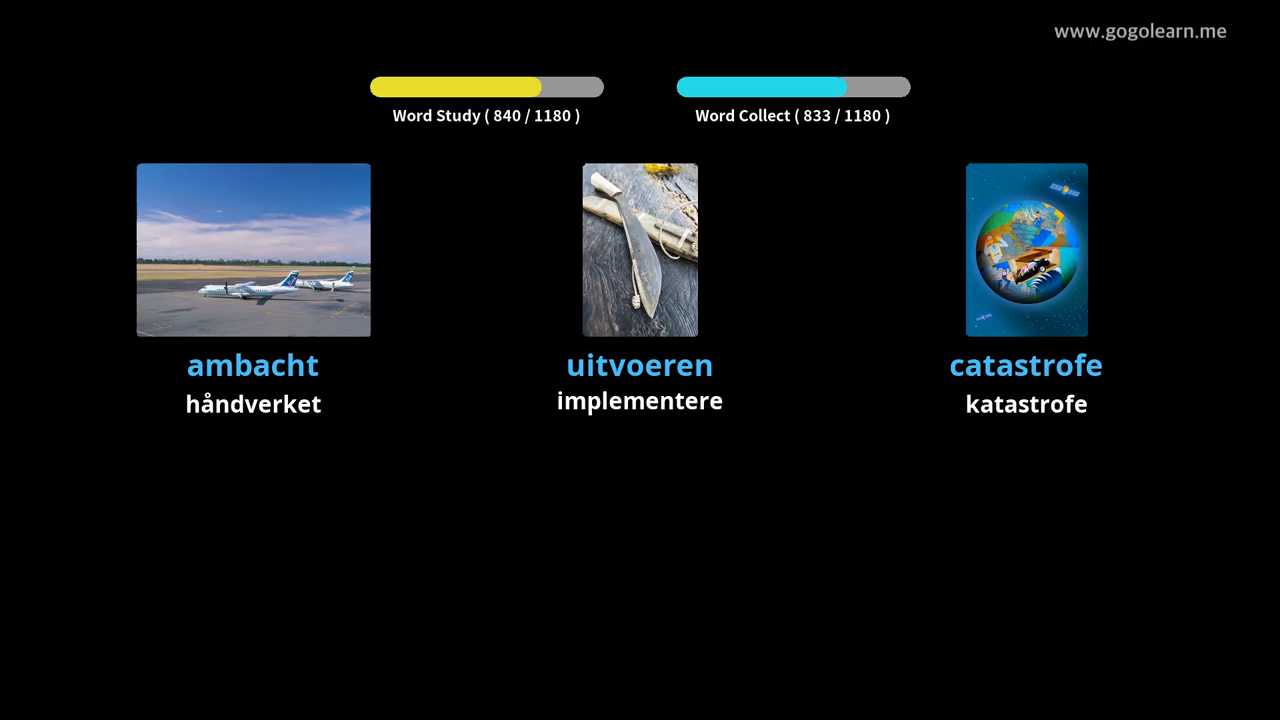 www.gogolearn.me
Word Study ( 840 / 1180 )
Word Collect ( 833 / 1180 )
ambacht
uitvoeren
catastrofe
håndverket
implementere
katastrofe